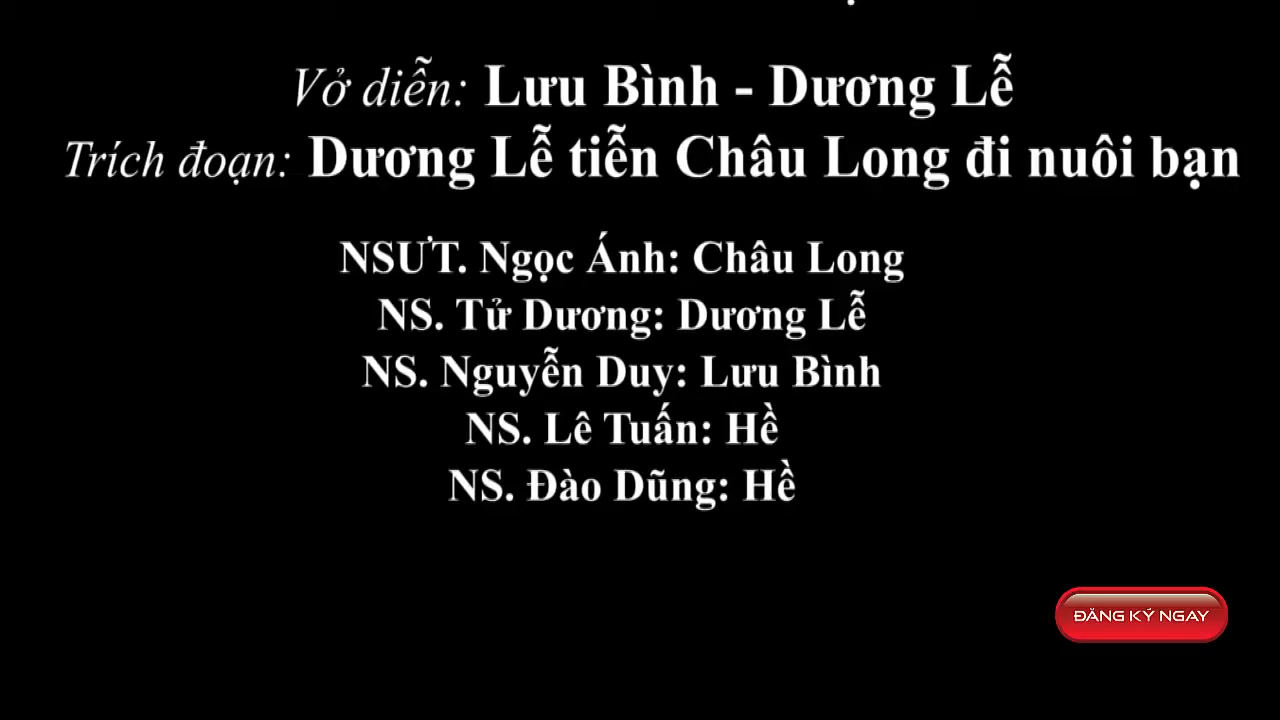 Vở diễn: Lưu Bình - Dương Lễ
Trích đoạn: Dương Lễ tiễn Châu Long đi nuôi bạn
NSƯT. Ngọc Ánh: Châu Long
NS. Tử Dương: Dương Lễ
NS. Nguyễn Duy: Lưu Bình
NS. Lê Tuấn: Hề
NS. Đào Dũng: Hề
ĐĂNG KÝ NGAY